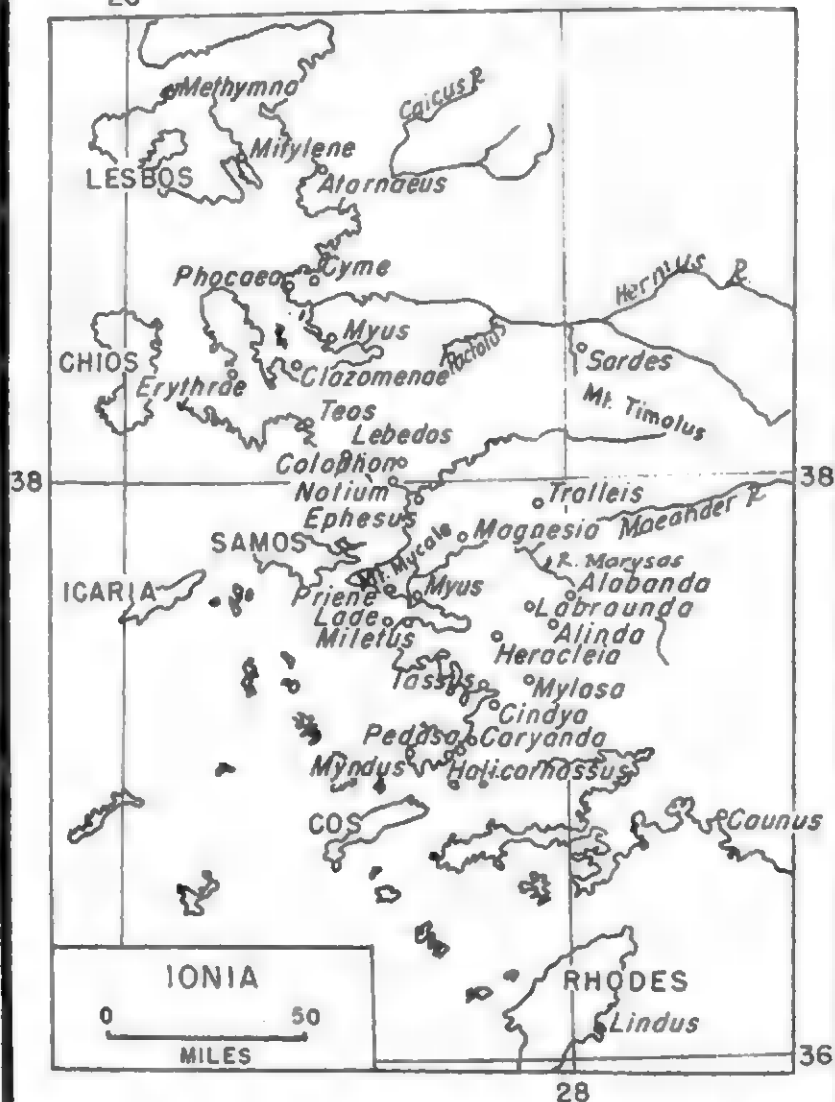 Methymna
Caicus R
Mitylene
LESBOS
Atarnaeus
Phocaea
Cyme
Hermus R.
Myus
Pactolus
CHIOS
Sardes
Clazomenae
Erythrae
Mt. Timolus
Teos
Lebedos
Colophon
38
38
Notium
Tralleis
Ephesus
Maeander R
Magnesia
SAMOS
Mt. Mycale
R. Marysas
ICARIA
Alabanda
Priene
Myus
Labraunda
Lade
Alinda
Miletus
Heracleia
Iassus
Mylasa
Cindya
Pedasa
Caryanda
Myndus
Halicarnassus
COS
Caunus
IONIA
RHODES
0 50
Lindus
MILES
36
28